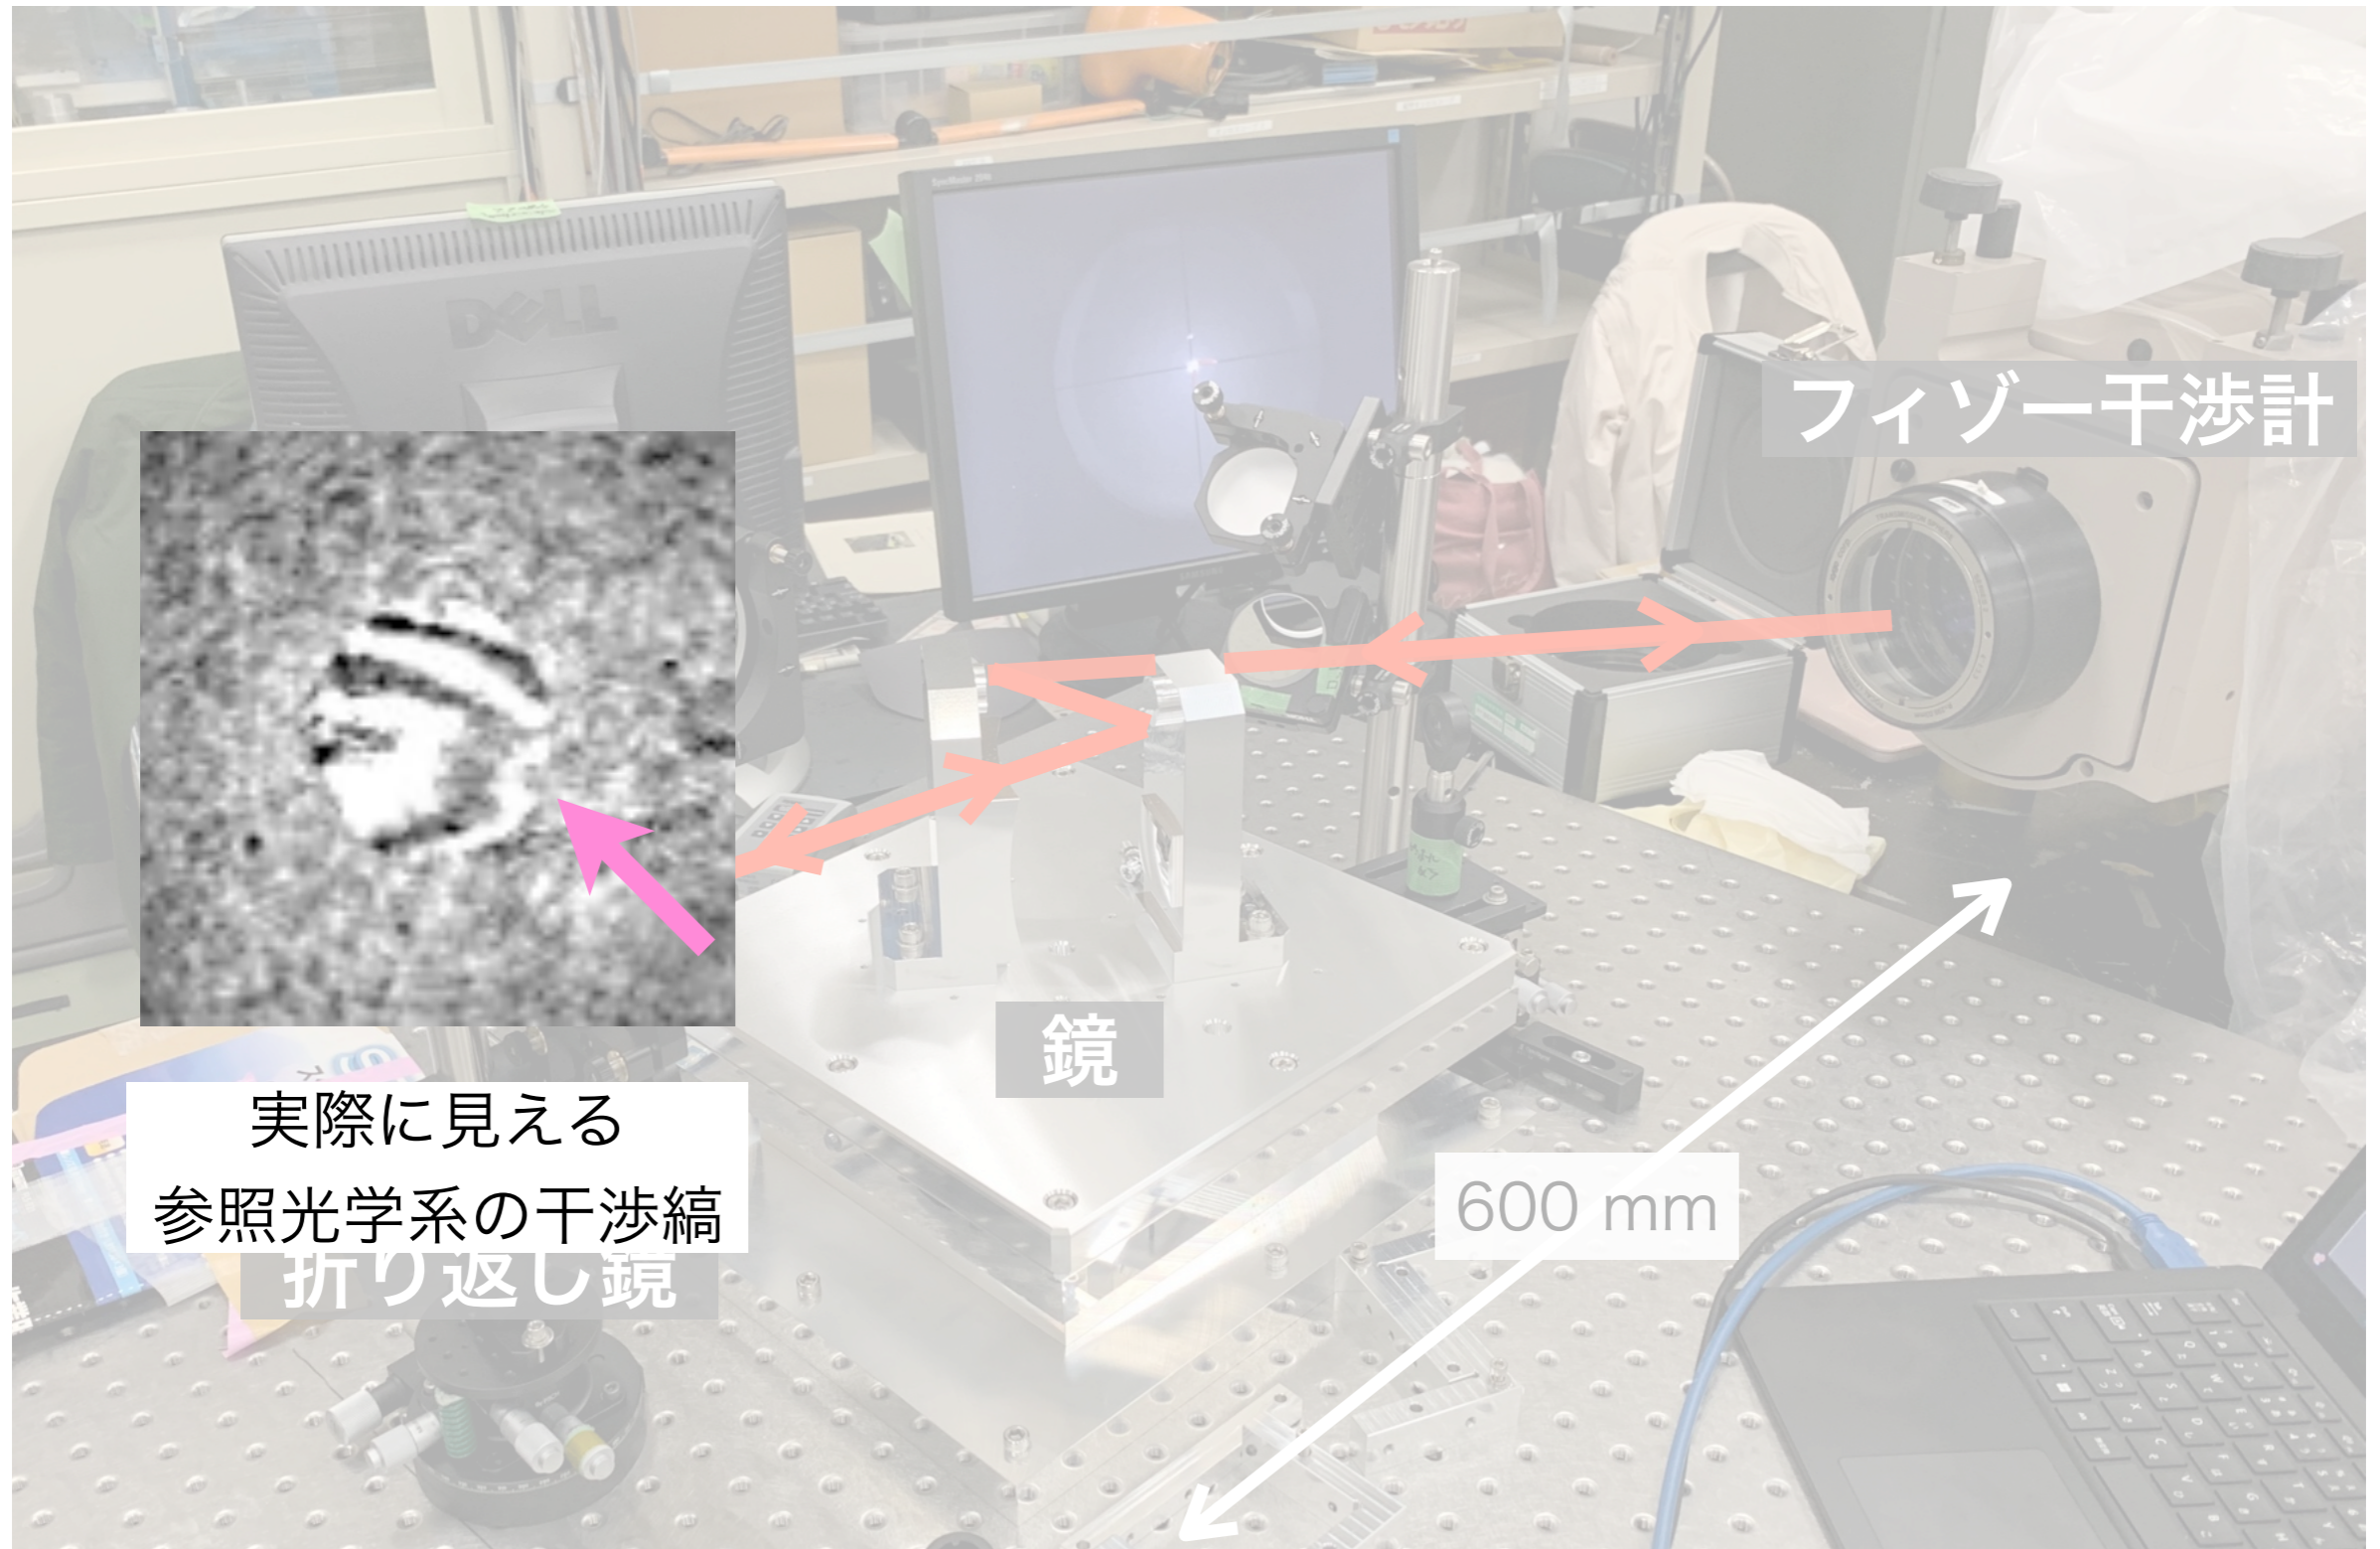 DELL
フィゾー干渉計
鏡
実際に見える
参照光学系の干渉縞
折り返し鏡
600 mm